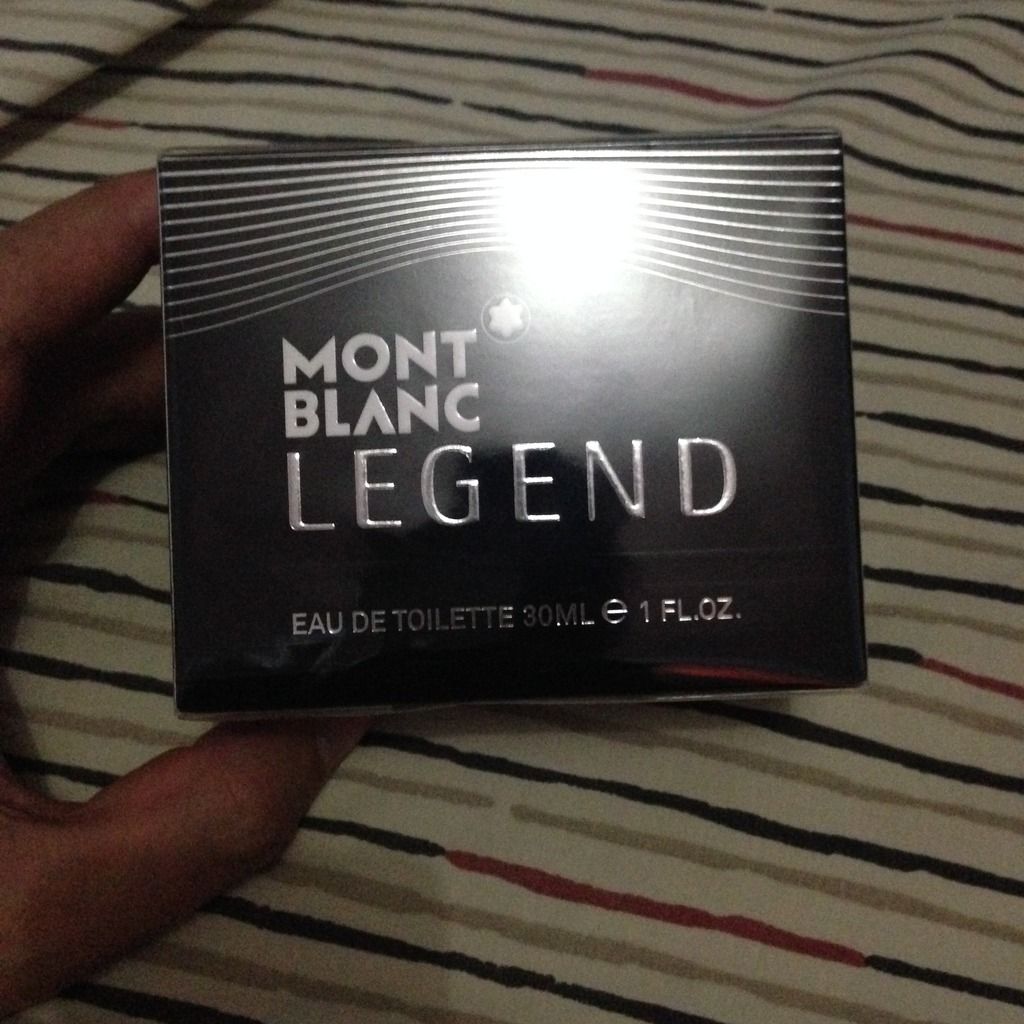 MONT
BLANC
LEGEND
EAU DE TOILETTE 30ML ℮ 1 FL.OZ.